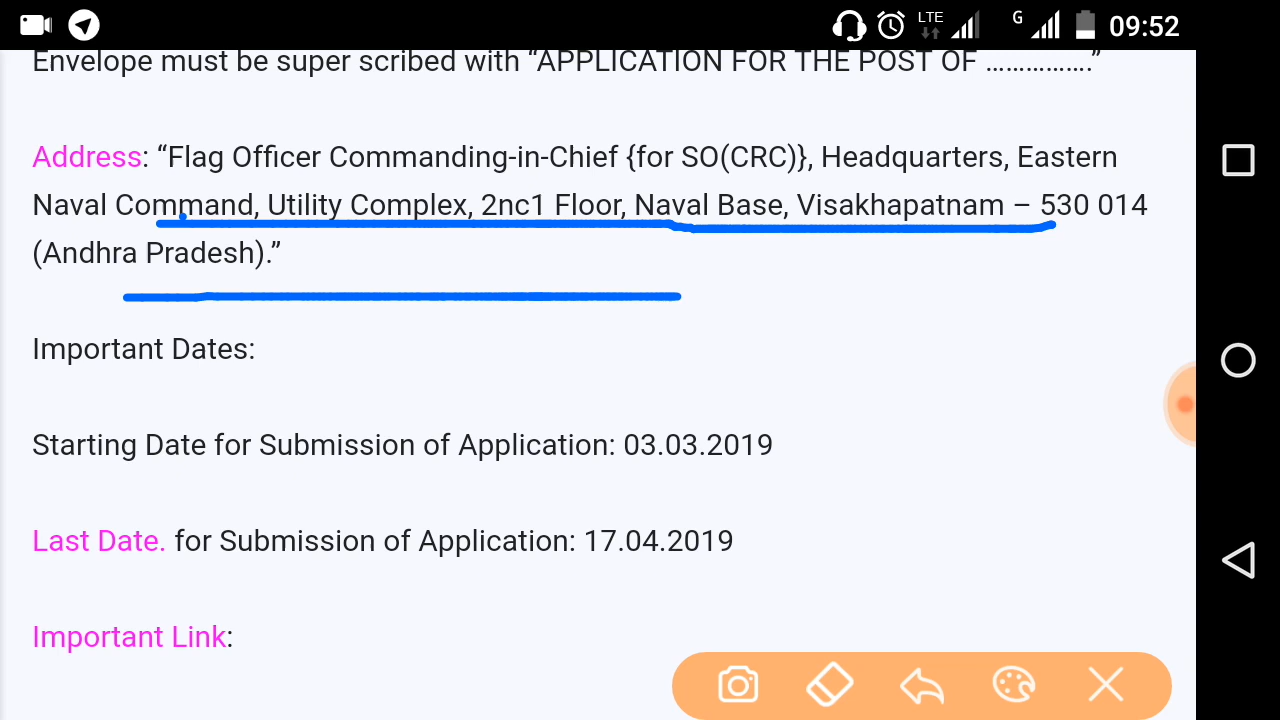 LTE G 09:52
Envelope must be super scribed with “APPLICATION FOR THE POST OF …………….”
Address: “Flag Officer Commanding-in-Chief {for SO(CRC)}, Headquarters, Eastern
Naval Command, Utility Complex, 2nc1 Floor, Naval Base, Visakhapatnam – 530 014
(Andhra Pradesh).”
Important Dates:
Starting Date for Submission of Application: 03.03.2019
Last Date. for Submission of Application: 17.04.2019
Important Link: